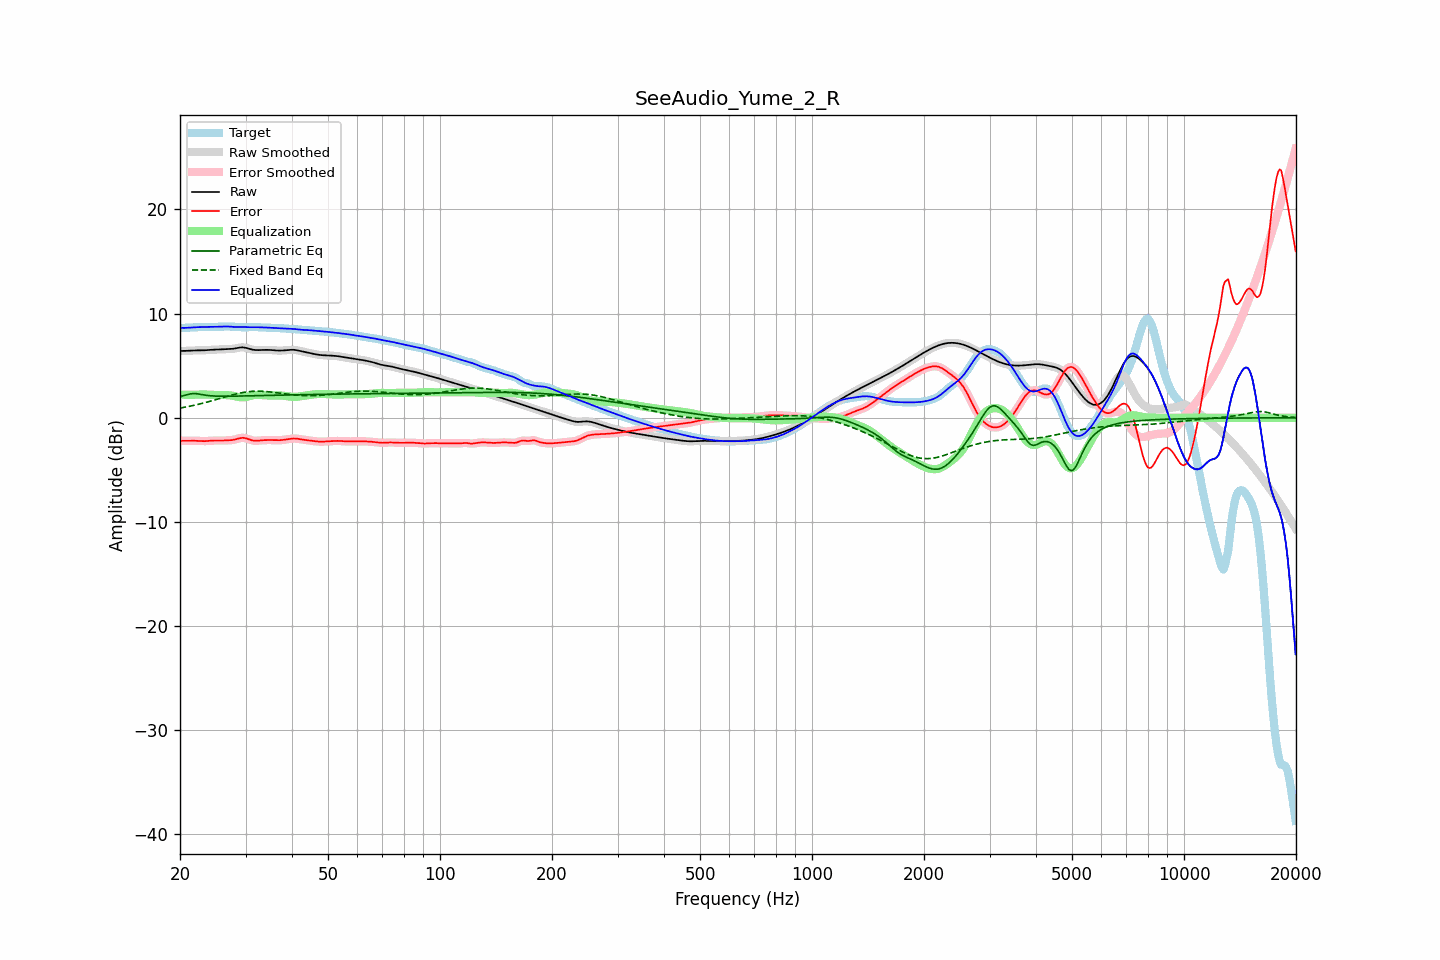 SeeAudio_Yume_2_R
Target
Raw Smoothed
Error Smoothed
Raw
Error
Equalization
Parametric Eq
Fixed Band Eq
Equalized
20
10
0
−10
−20
−30
−40
Amplitude (dBr)
20 50 100 200 500 1000 2000 5000 10000 20000
Frequency (Hz)